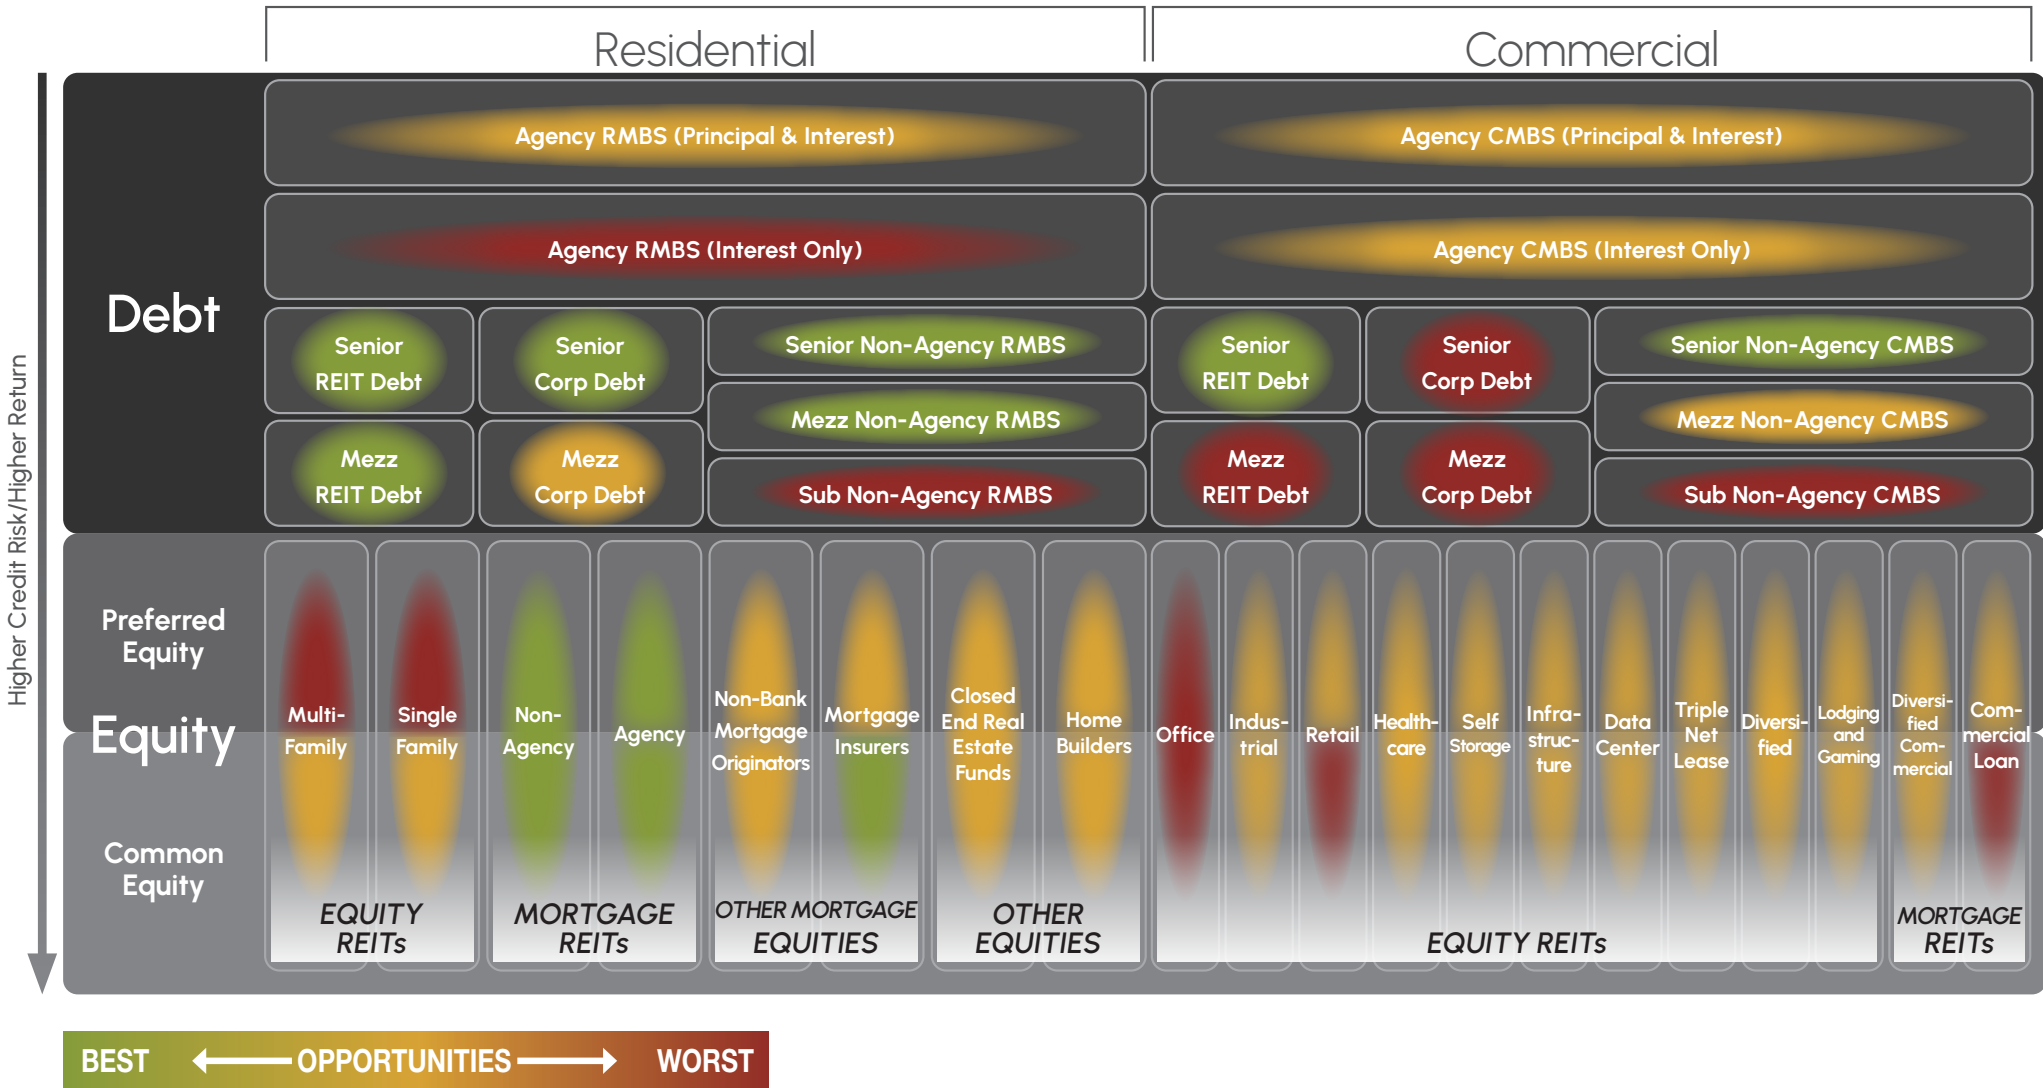 Residential
Commercial
Higher Credit Risk/Higher Return
Debt
Agency RMBS (Principal & Interest)
Agency CMBS (Principal & Interest)
Agency RMBS (Interest Only)
Agency CMBS (Interest Only)
Senior
REIT Debt
Senior
Corp Debt
Senior Non-Agency RMBS
Mezz Non-Agency RMBS
Sub Non-Agency RMBS
Mezz
REIT Debt
Mezz
Corp Debt
Senior
REIT Debt
Senior
Corp Debt
Senior Non-Agency CMBS
Mezz Non-Agency CMBS
Sub Non-Agency CMBS
Mezz
REIT Debt
Mezz
Corp Debt
Preferred
Equity
Equity
Common
Equity
Multi-
Family
Single
Family
Non-
Agency
Agency
Non-Bank
Mortgage
Originators
Mortgage
Insurers
Closed
End Real
Estate
Funds
Home
Builders
Office
Indus-
trial
Retail
Health-
care
Self
Storage
Infra-
struc-
ture
Data
Center
Triple
Net
Lease
Diversi-
fied
Lodging
and
Gaming
Diversi-
fied
Com-
mercial
Com-
mercial
Loan
EQUITY
REITs
MORTGAGE
REITs
OTHER MORTGAGE
EQUITIES
OTHER
EQUITIES
EQUITY REITs
MORTGAGE
REITs
BEST
OPPORTUNITIES
WORST